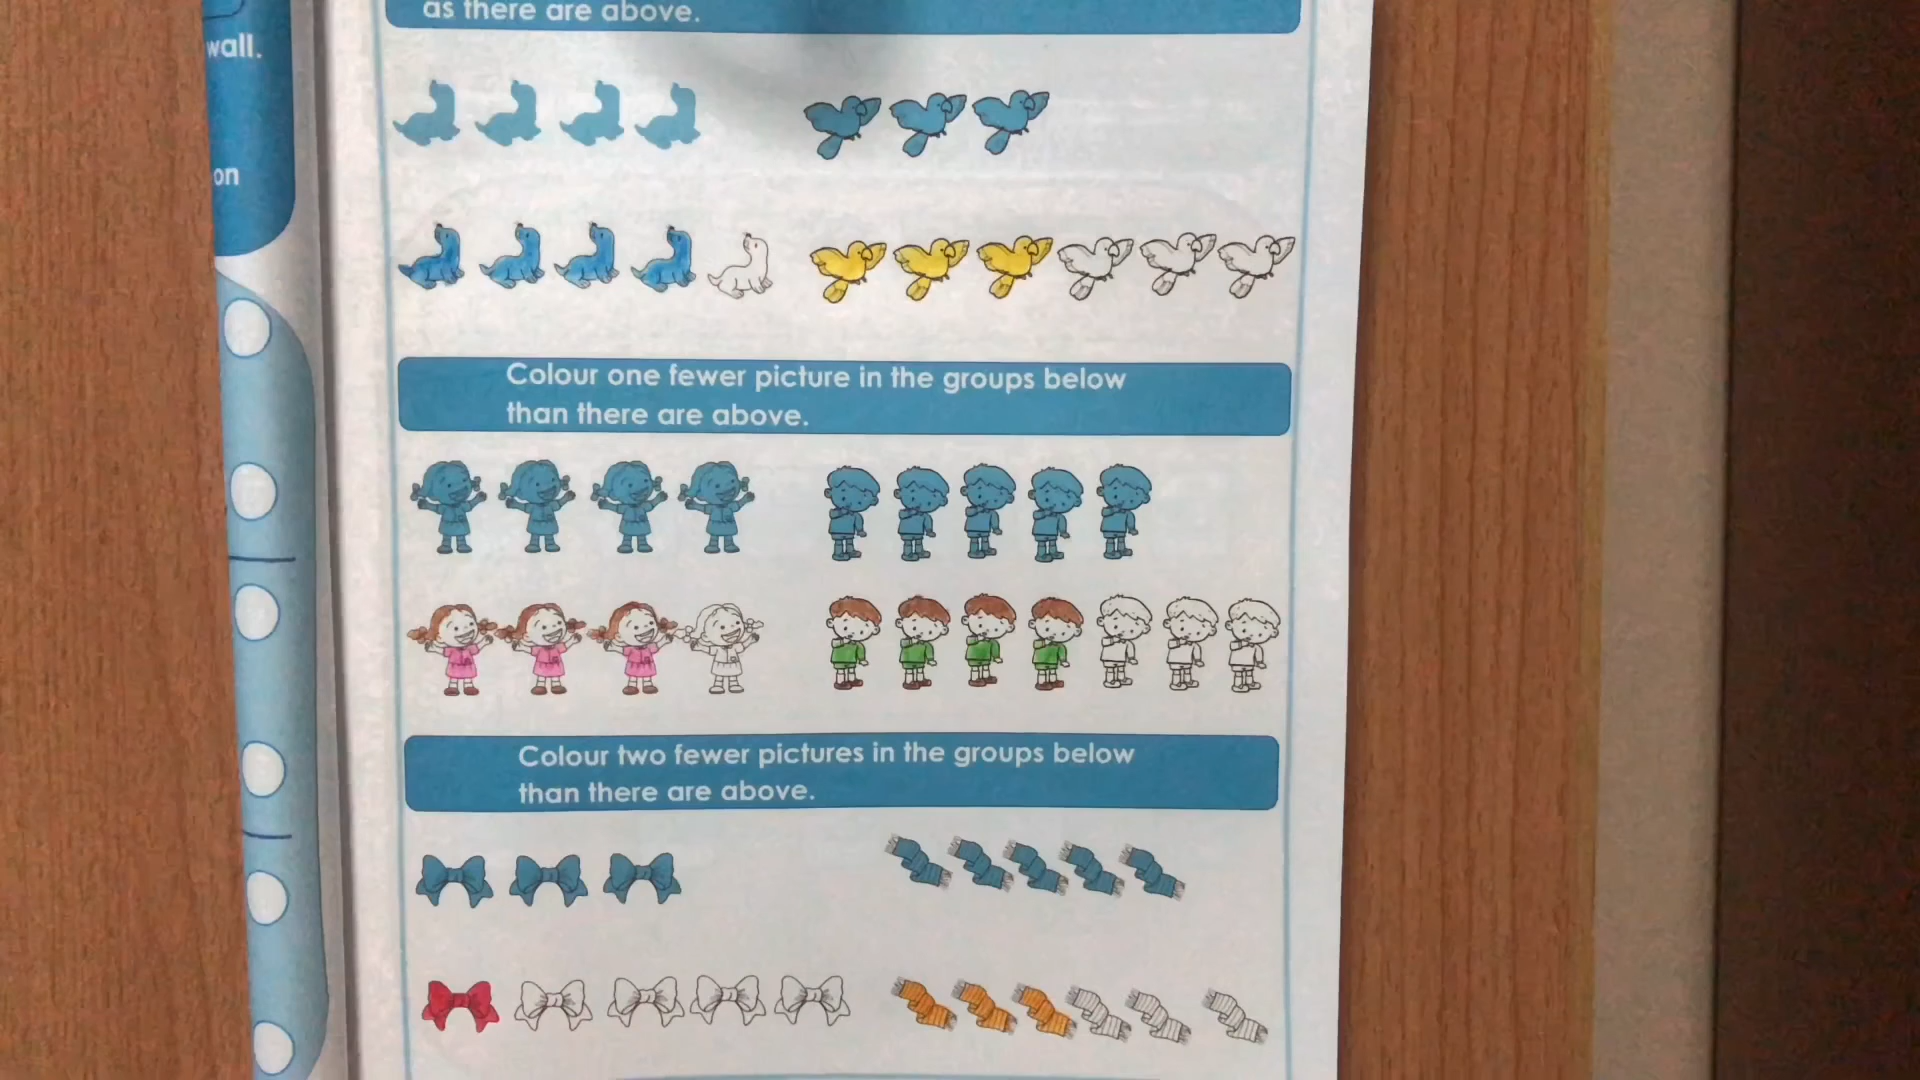 as there are above.
wall.
on
Colour one fewer picture in the groups below
than there are above.
Colour two fewer pictures in the groups below
than there are above.